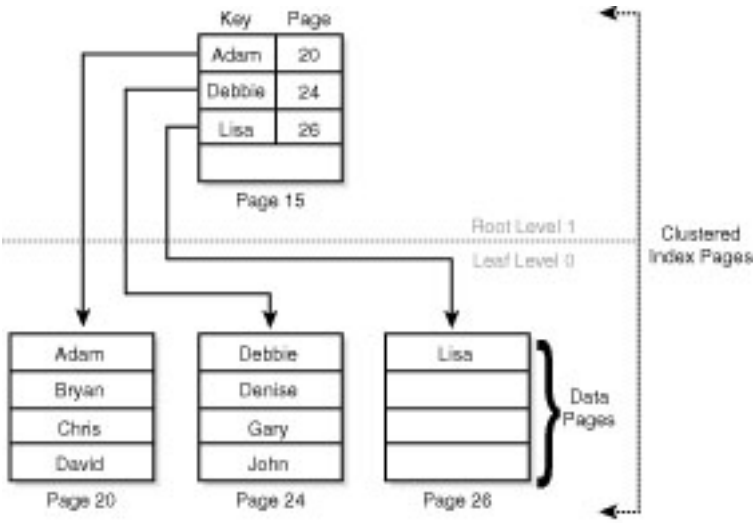 Key Page
Adam 20
Debbie 24
Lisa 26
Page 15
Root Level 1
Leaf Level 0
Clustered
Index Pages
Adam
Bryan
Chris
David
Page 20
Debbie
Denise
Gary
John
Page 24
Lisa
Page 26
Data
Pages